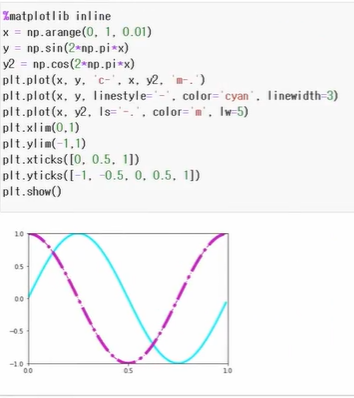 %matplotlib inline
x = np.arange(0, 1, 0.01)
y = np.sin(2*np.pi*x)
y2 = np.cos(2*np.pi*x)
plt.plot(x, y, 'c-', x, y2, 'm-.')
plt.plot(x, y, linestyle='-', color='cyan', linewidth=3)
plt.plot(x, y2, ls='-.', color='m', lw=5)
plt.xlim(0,1)
plt.ylim(-1,1)
plt.xticks([0, 0.5, 1])
plt.yticks([-1, -0.5, 0, 0.5, 1])
plt.show()
1.0
0.5
0.0
−0.5
−1.0
0.0 0.5 1.0